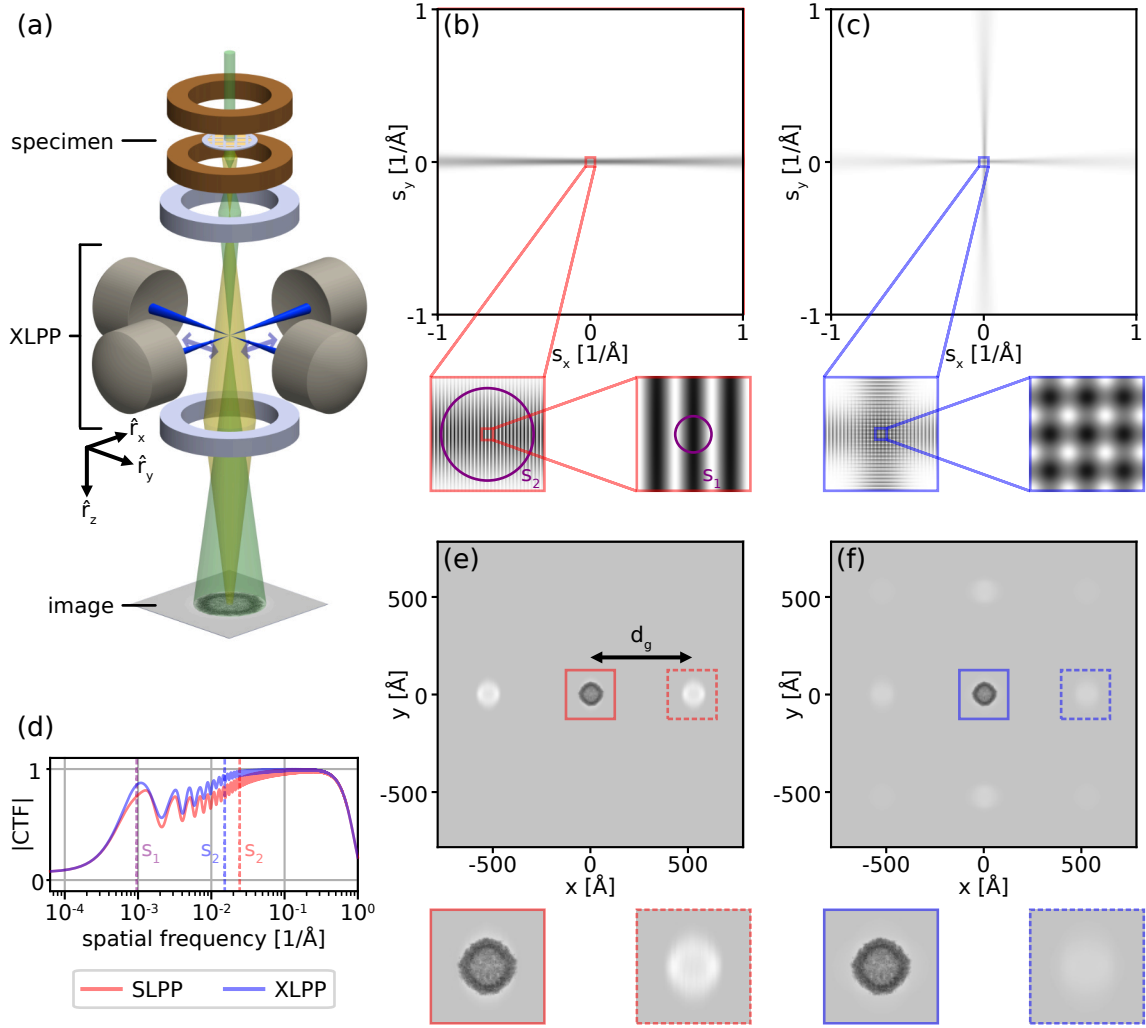 (a)
specimen
XLPP
r̂x
r̂y
r̂z
image
(b)
1
0
-1
sy [1/Å]
-1
0
1
sx [1/Å]
s2
s1
(c)
1
0
-1
sy [1/Å]
-1
0
1
sx [1/Å]
(d)
1
0
|CTF|
s1
s2
s2
10⁻⁴
10⁻³
10⁻²
10⁻¹
10⁰
spatial frequency [1/Å]
SLPP
XLPP
(e)
500
0
-500
y [Å]
dg
-500
0
500
x [Å]
(f)
500
0
-500
y [Å]
-500
0
500
x [Å]